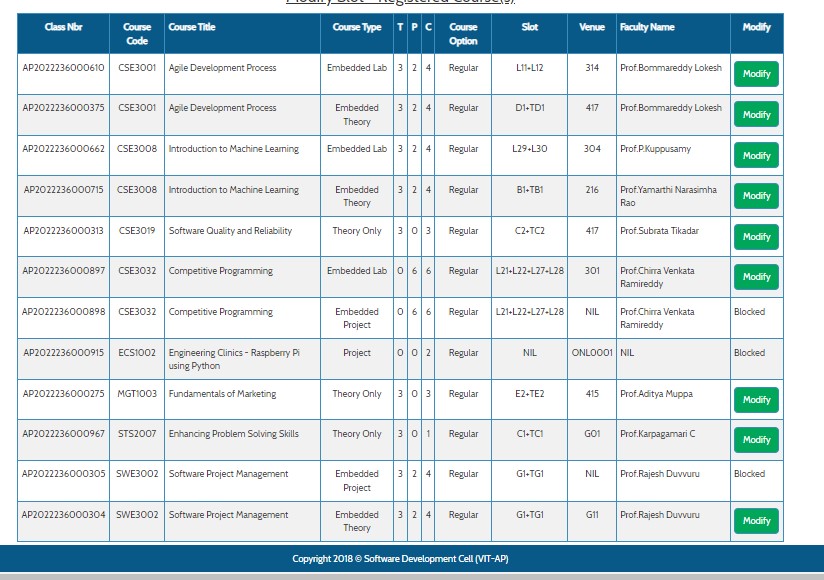 Modify Slot - Registered Course(s)
Class Nbr Course Code Course Title Course Type T P C Course Option Slot Venue Faculty Name Modify
AP2022236000610 CSE3001 Agile Development Process Embedded Lab 3 2 4 Regular L11+L12 314 Prof.Bommareddy Lokesh Modify
AP2022236000375 CSE3001 Agile Development Process Embedded Theory 3 2 4 Regular D1+TD1 417 Prof.Bommareddy Lokesh Modify
AP2022236000662 CSE3008 Introduction to Machine Learning Embedded Lab 3 2 4 Regular L29+L30 304 Prof.P.Kuppusamy Modify
AP2022236000715 CSE3008 Introduction to Machine Learning Embedded Theory 3 2 4 Regular B1+TB1 216 Prof.Yamarthi Narasimha Rao Modify
AP2022236000313 CSE3019 Software Quality and Reliability Theory Only 3 0 3 Regular C2+TC2 417 Prof.Subrata Tikadar Modify
AP2022236000897 CSE3032 Competitive Programming Embedded Lab 0 6 6 Regular L21+L22+L27+L28 301 Prof.Chirra Venkata Ramireddy Modify
AP2022236000898 CSE3032 Competitive Programming Embedded Project 0 6 6 Regular L21+L22+L27+L28 NIL Prof.Chirra Venkata Ramireddy Blocked
AP2022236000915 ECS1002 Engineering Clinics - Raspberry Pi using Python Project 0 0 2 Regular NIL ONL0001 NIL Blocked
AP2022236000275 MGT1003 Fundamentals of Marketing Theory Only 3 0 3 Regular E2+TE2 415 Prof.Aditya Muppa Modify
AP2022236000967 STS2007 Enhancing Problem Solving Skills Theory Only 3 0 1 Regular C1+TC1 G01 Prof.Karpagamari C Modify
AP2022236000305 SWE3002 Software Project Management Embedded Project 3 2 4 Regular G1+TG1 NIL Prof.Rajesh Duvvuru Blocked
AP2022236000304 SWE3002 Software Project Management Embedded Theory 3 2 4 Regular G1+TG1 G11 Prof.Rajesh Duvvuru Modify
Copyright 2018 © Software Development Cell (VIT-AP)